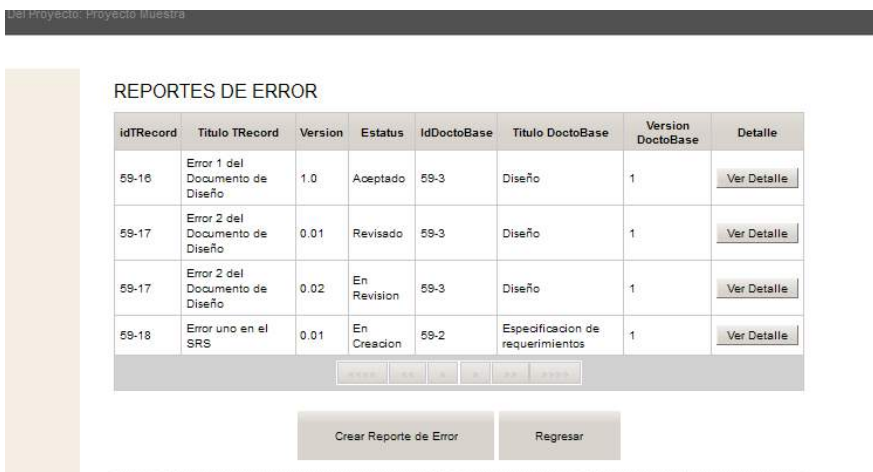 Del Proyecto: Proyecto Muestra
REPORTES DE ERROR
idTRecord Titulo TRecord Version Estatus IdDoctoBase Titulo DoctoBase Version DoctoBase Detalle
59-16 Error 1 del Documento de Diseño 1.0 Aceptado 59-3 Diseño 1 Ver Detalle
59-17 Error 2 del Documento de Diseño 0.01 Revisado 59-3 Diseño 1 Ver Detalle
59-17 Error 2 del Documento de Diseño 0.02 En Revision 59-3 Diseño 1 Ver Detalle
59-18 Error uno en el SRS 0.01 En Creacion 59-2 Especificacion de requerimientos 1 Ver Detalle
Crear Reporte de Error Regresar